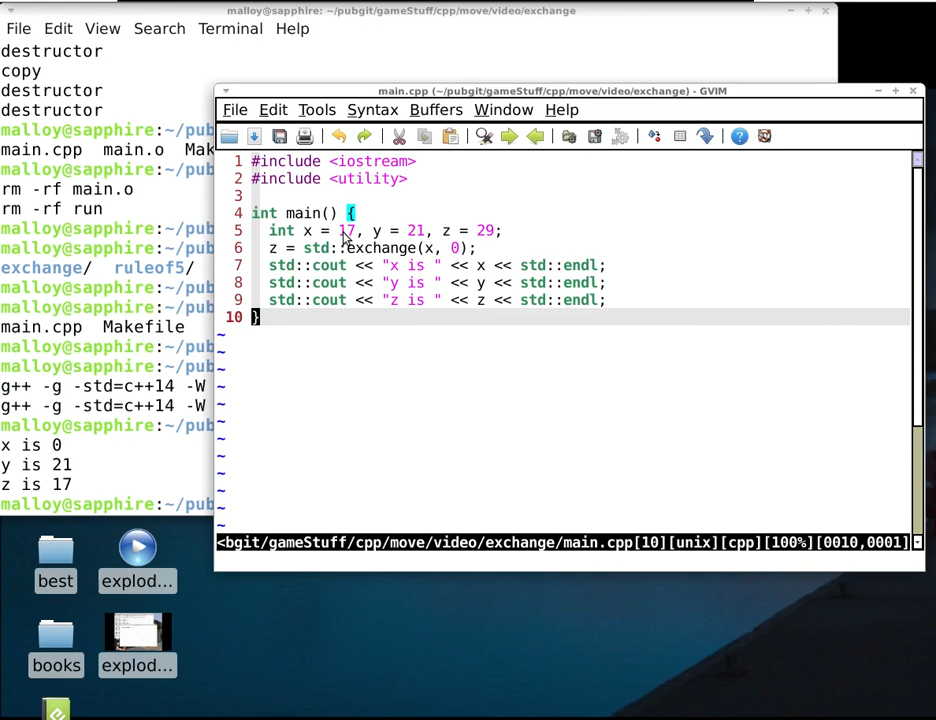 malloy@sapphire: ~/pubgit/gameStuff/cpp/move/video/exchange
File Edit View Search Terminal Help
destructor
copy
destructor
destructor
malloy@sapphire:~/pub
main.cpp main.o Mak
malloy@sapphire:~/pub
rm -rf main.o
rm -rf run
malloy@sapphire:~/pub
malloy@sapphire:~/pub
exchange/ ruleof5/
malloy@sapphire:~/pub
malloy@sapphire:~/pub
main.cpp Makefile
malloy@sapphire:~/pub
malloy@sapphire:~/pub
g++ -g -std=c++14 -W
g++ -g -std=c++14 -W
malloy@sapphire:~/pub
x is 0
y is 21
z is 17
malloy@sapphire:~/pub
main.cpp (~/pubgit/gameStuff/cpp/move/video/exchange) - GVIM
File Edit Tools Syntax Buffers Window Help
1 #include <iostream>
2 #include <utility>
3
4 int main() {
5 int x = 17, y = 21, z = 29;
6 z = std::exchange(x, 0);
7 std::cout << "x is " << x << std::endl;
8 std::cout << "y is " << y << std::endl;
9 std::cout << "z is " << z << std::endl;
10 }
~
~
~
~
~
~
~
~
~
~
~
~
<bgit/gameStuff/cpp/move/video/exchange/main.cpp[10][unix][cpp][100%][0010,0001]
best explod...
books explod...